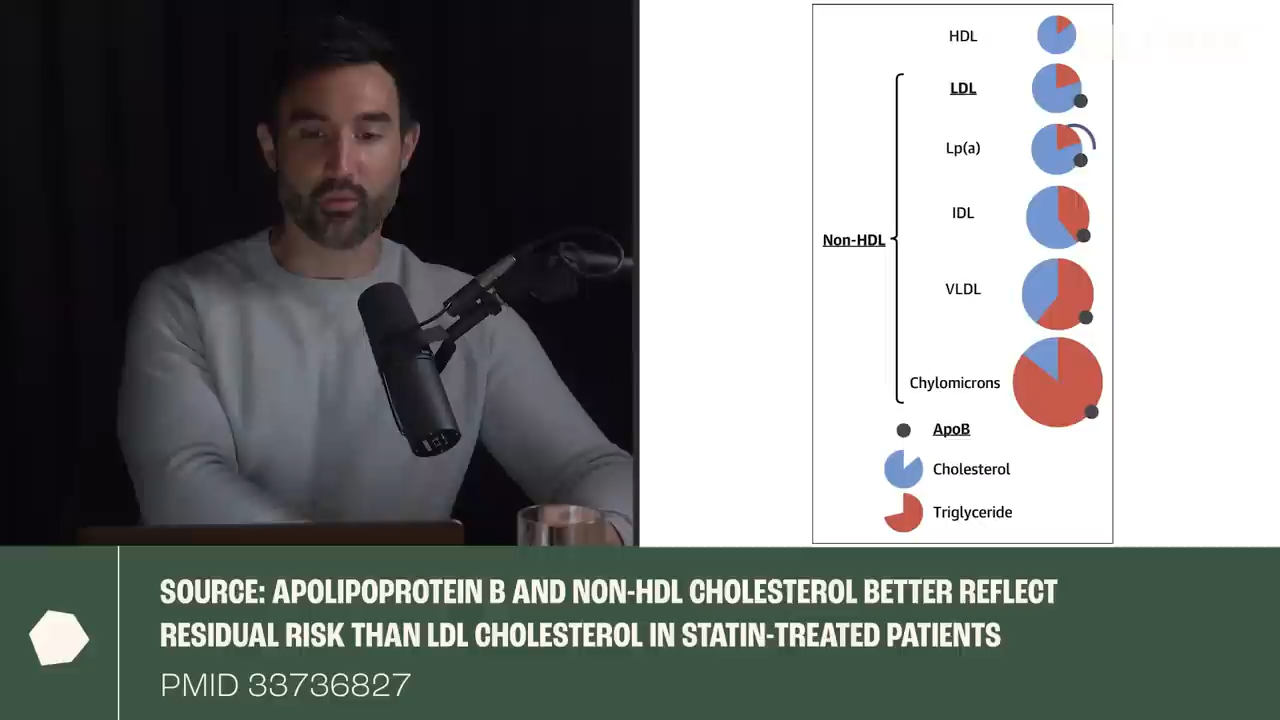 HDL
LDL
Lp(a)
IDL
Non-HDL
VLDL
Chylomicrons
ApoB
Cholesterol
Triglyceride
SOURCE: APOLIPOPROTEIN B AND NON-HDL CHOLESTEROL BETTER REFLECT
RESIDUAL RISK THAN LDL CHOLESTEROL IN STATIN-TREATED PATIENTS
PMID 33736827